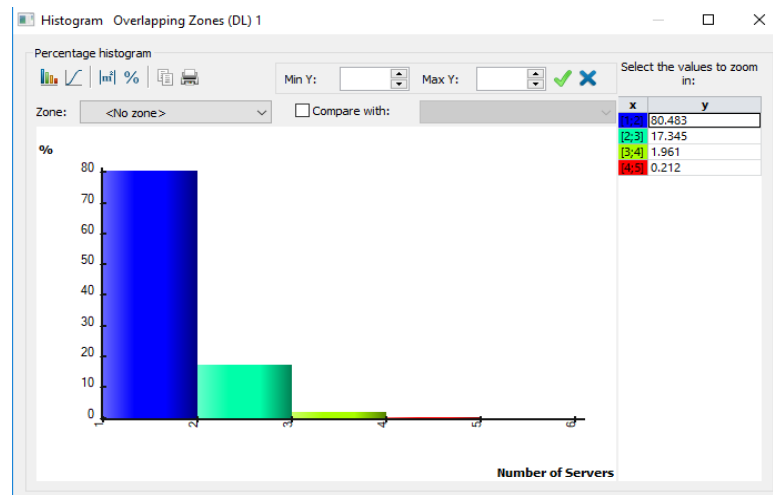 Histogram Overlapping Zones (DL) 1
Percentage histogram
m² %
Min Y: Max Y:
Select the values to zoom in:
Zone: <No zone> Compare with:
x y
[1;2] 80.483
[2;3] 17.345
[3;4] 1.961
[4;5] 0.212
%
80
70
60
50
40
30
20
10
0
1 2 3 4 5 6
Number of Servers